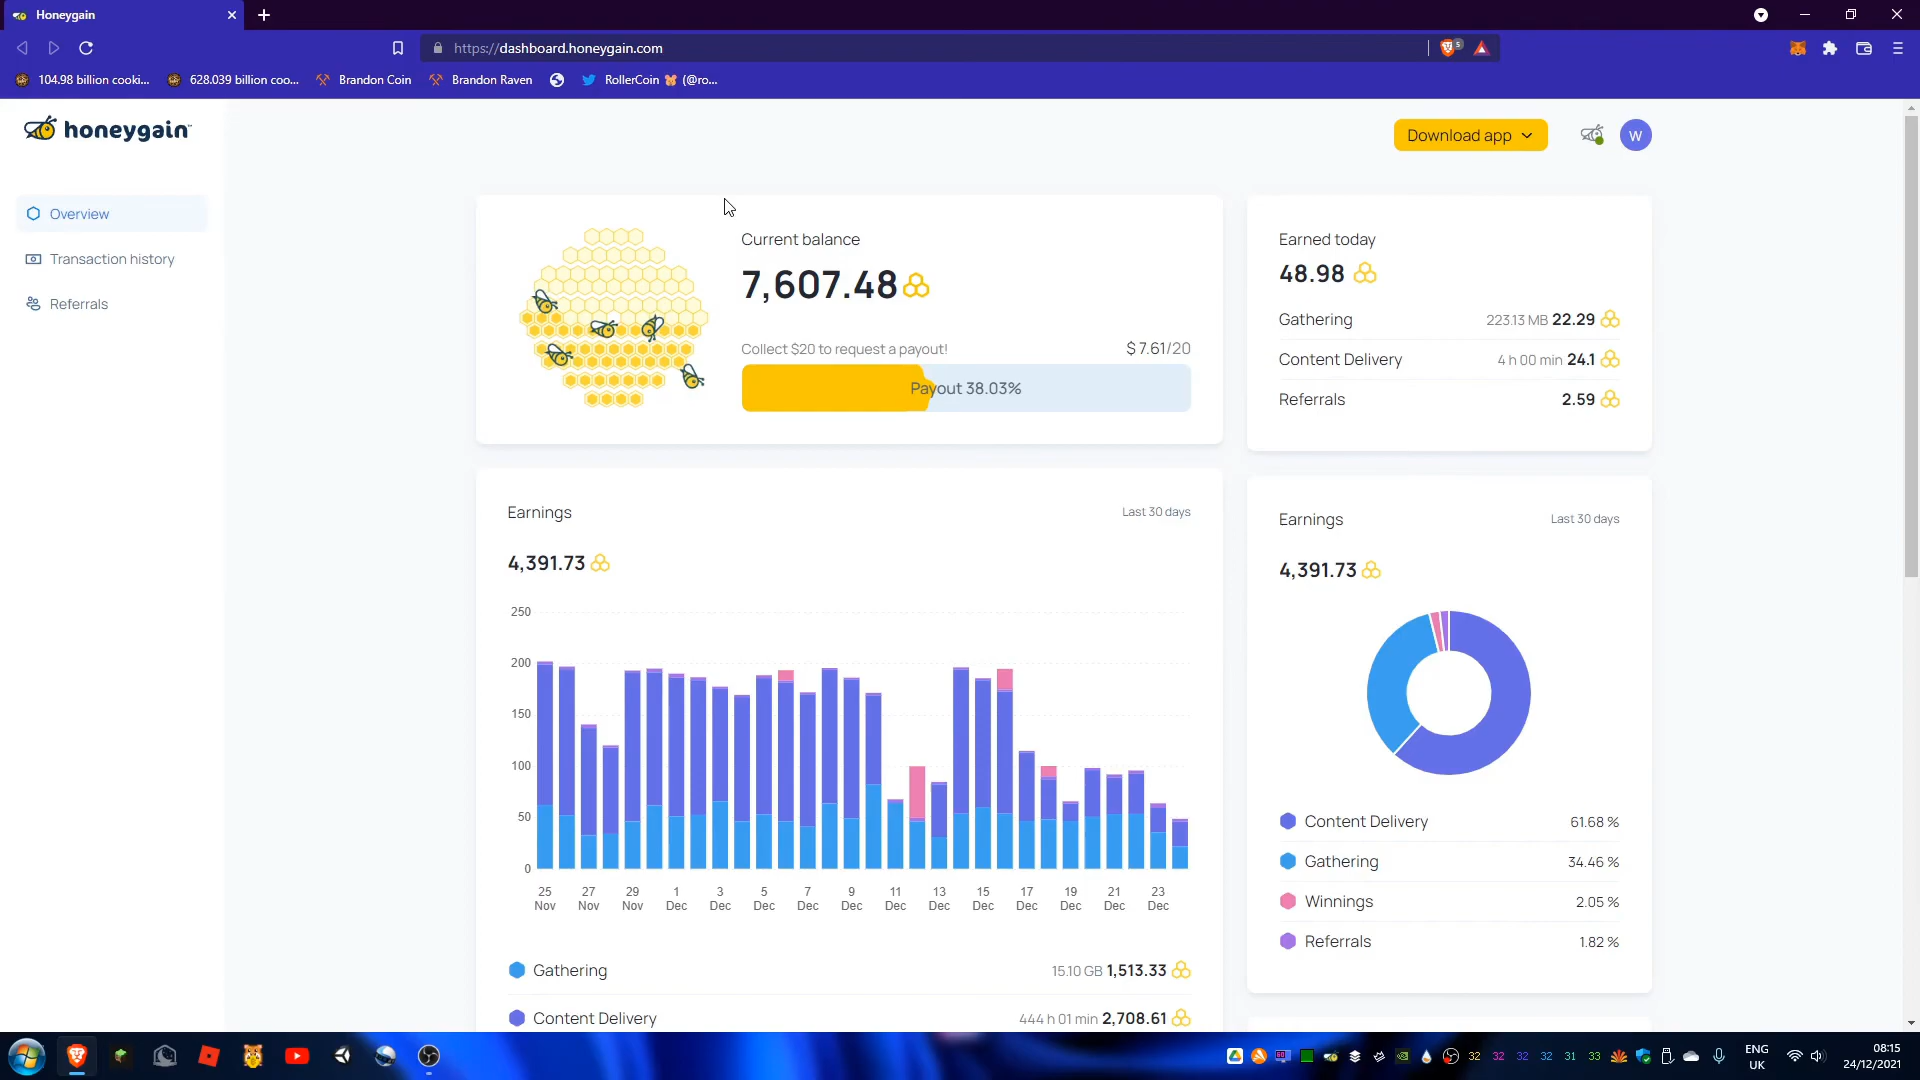 Honeygain
https://dashboard.honeygain.com
5
104.98 billion cooki...
628.039 billion coo...
Brandon Coin
Brandon Raven
RollerCoin
(@ro...
honeygain
Download app
W
Overview
Transaction history
Referrals
Current balance
7,607.48
Collect $20 to request a payout!
$ 7.61/20
Payout 38.03%
Earned today
48.98
Gathering
223.13 MB 22.29
Content Delivery
4 h 00 min 24.1
Referrals
2.59
Earnings
Last 30 days
4,391.73
250
200
150
100
50
0
25 Nov
27 Nov
29 Nov
1 Dec
3 Dec
5 Dec
7 Dec
9 Dec
11 Dec
13 Dec
15 Dec
17 Dec
19 Dec
21 Dec
23 Dec
Gathering
15.10 GB 1,513.33
Content Delivery
444 h 01 min 2,708.61
Earnings
Last 30 days
4,391.73
Content Delivery
61.68 %
Gathering
34.46 %
Winnings
2.05 %
Referrals
1.82 %
32 32 32 32 31 33
ENG
UK
08:15
24/12/2021